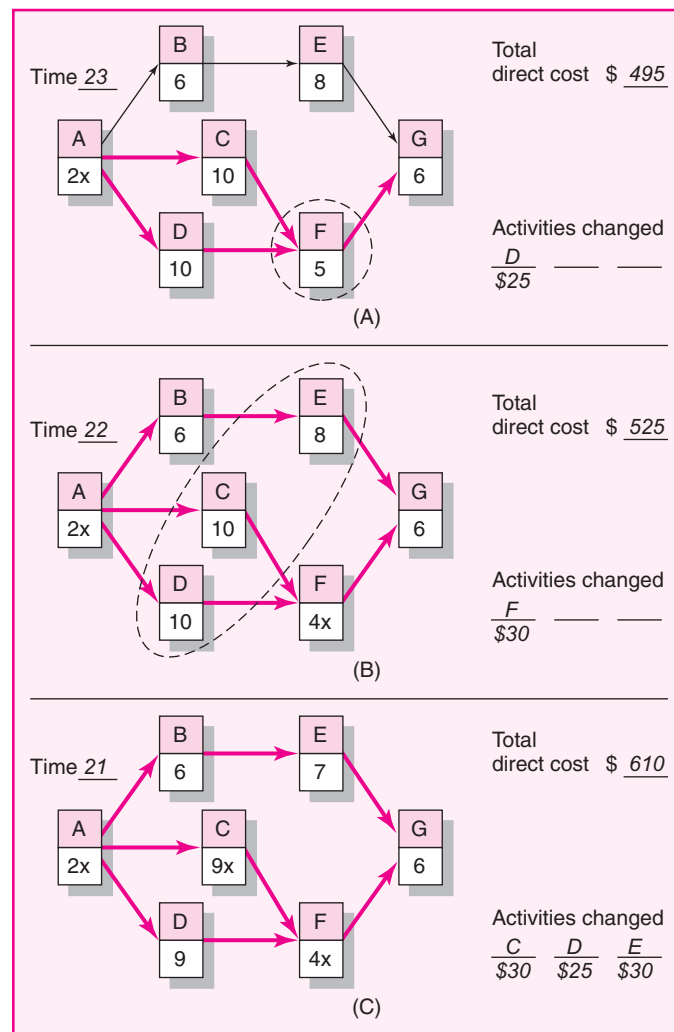 B
E
Total
Time 23
6
8
direct cost $ 495
A
C
G
2x
10
6
D
F
Activities changed
D
10
5
$25
(A)
B
E
Total
Time 22
6
8
direct cost $ 525
A
C
G
2x
10
6
D
F
Activities changed
F
10
4x
$30
(B)
B
E
Total
Time 21
6
7
direct cost $ 610
A
C
G
2x
9x
6
D
F
Activities changed
C D E
9
4x
$30 $25 $30
(C)